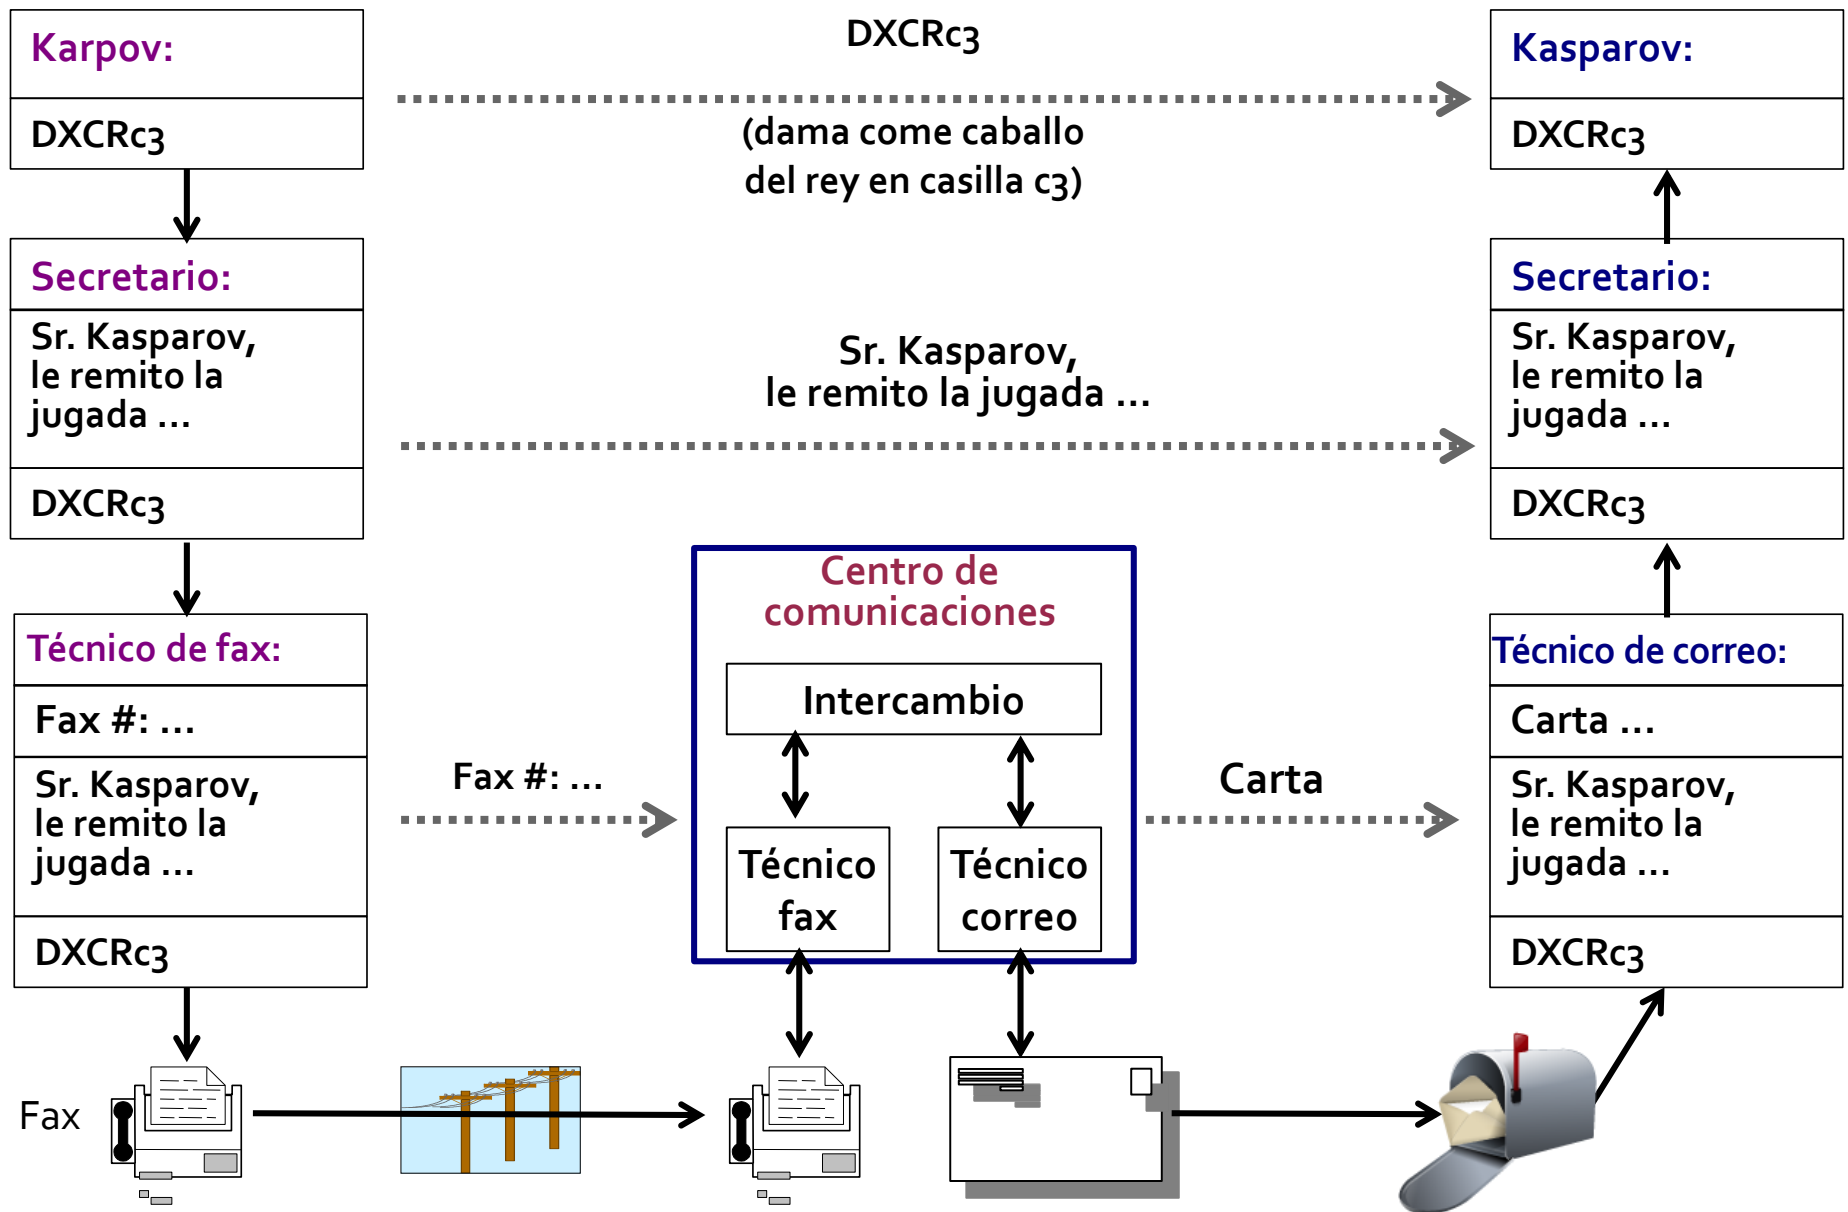 Karpov:
DXCRc3
DXCRc3
(dama come caballo
del rey en casilla c3)
Kasparov:
DXCRc3
Secretario:
Sr. Kasparov,
le remito la
jugada ...
DXCRc3
Sr. Kasparov,
le remito la jugada ...
Secretario:
Sr. Kasparov,
le remito la
jugada ...
DXCRc3
Técnico de fax:
Fax #: ...
Sr. Kasparov,
le remito la
jugada ...
DXCRc3
Fax #: ...
Centro de
comunicaciones
Intercambio
Técnico
fax
Técnico
correo
Carta
Técnico de correo:
Carta ...
Sr. Kasparov,
le remito la
jugada ...
DXCRc3
Fax